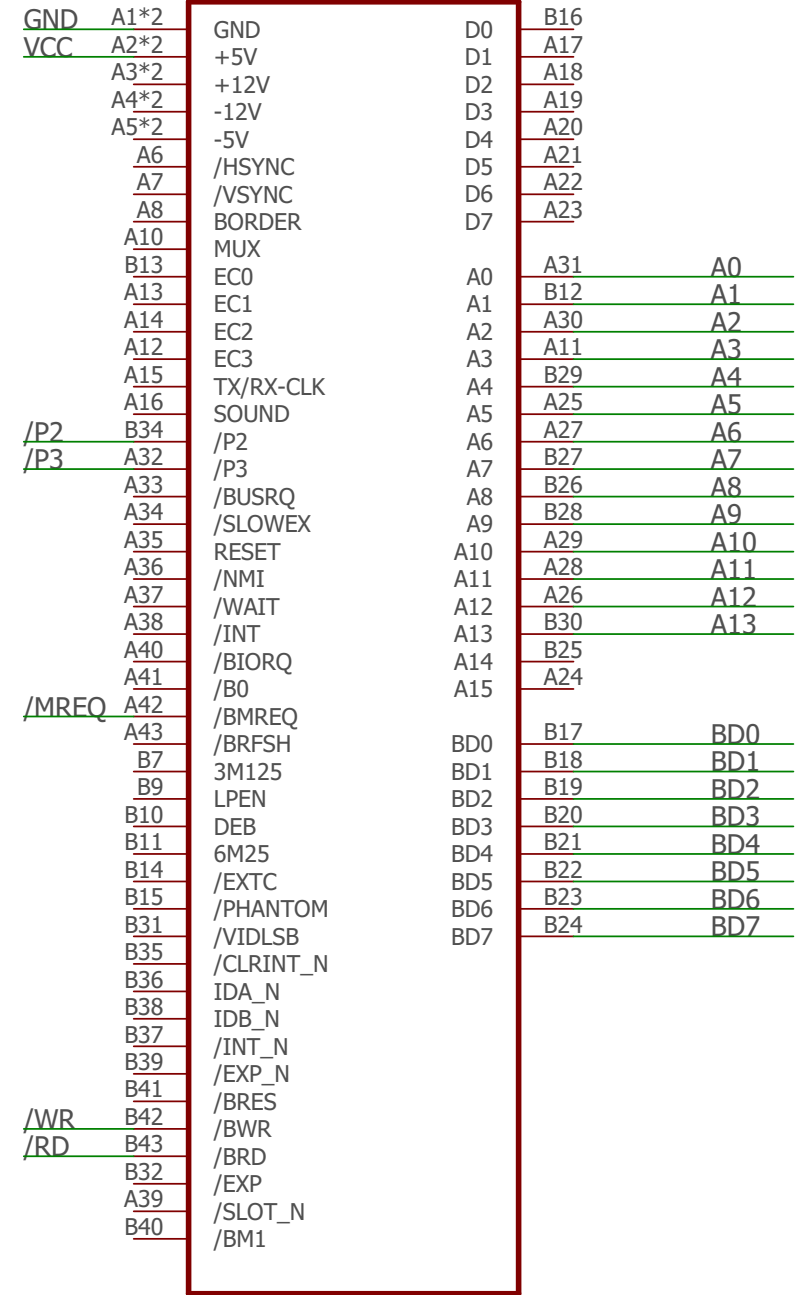 GND A1*2 GND D0 B16
VCC A2*2 +5V D1 A17
A3*2 +12V D2 A18
A4*2 -12V D3 A19
A5*2 -5V D4 A20
A6 /HSYNC D5 A21
A7 /VSYNC D6 A22
A8 BORDER D7 A23
A10 MUX
B13 EC0 A0 A31 A0
A13 EC1 A1 B12 A1
A14 EC2 A2 A30 A2
A12 EC3 A3 A11 A3
A15 TX/RX-CLK A4 B29 A4
A16 SOUND A5 A25 A5
/P2 B34 /P2 A6 A27 A6
/P3 A32 /P3 A7 B27 A7
A33 /BUSRQ A8 B26 A8
A34 /SLOWEX A9 B28 A9
A35 RESET A10 A29 A10
A36 /NMI A11 A28 A11
A37 /WAIT A12 A26 A12
A38 /INT A13 B30 A13
A40 /BIORQ A14 B25
A41 /B0 A15 A24
/MREQ A42 /BMREQ
A43 /BRFSH BD0 B17 BD0
B7 3M125 BD1 B18 BD1
B9 LPEN BD2 B19 BD2
B10 DEB BD3 B20 BD3
B11 6M25 BD4 B21 BD4
B14 /EXTC BD5 B22 BD5
B15 /PHANTOM BD6 B23 BD6
B31 /VIDLSB BD7 B24 BD7
B35 /CLRINT_N
B36 IDA_N
B38 IDB_N
B37 /INT_N
B39 /EXP_N
B41 /BRES
/WR B42 /BWR
/RD B43 /BRD
B32 /EXP
A39 /SLOT_N
B40 /BM1